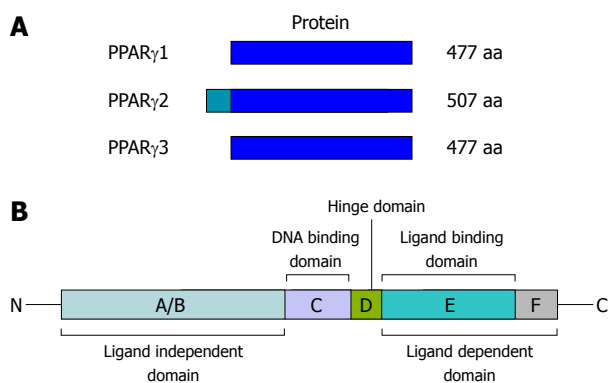 A
Protein
PPARγ1 477 aa
PPARγ2 507 aa
PPARγ3 477 aa
B
Hinge domain
DNA binding
domain
Ligand binding
domain
N A/B C D E F C
Ligand independent
domain
Ligand dependent
domain